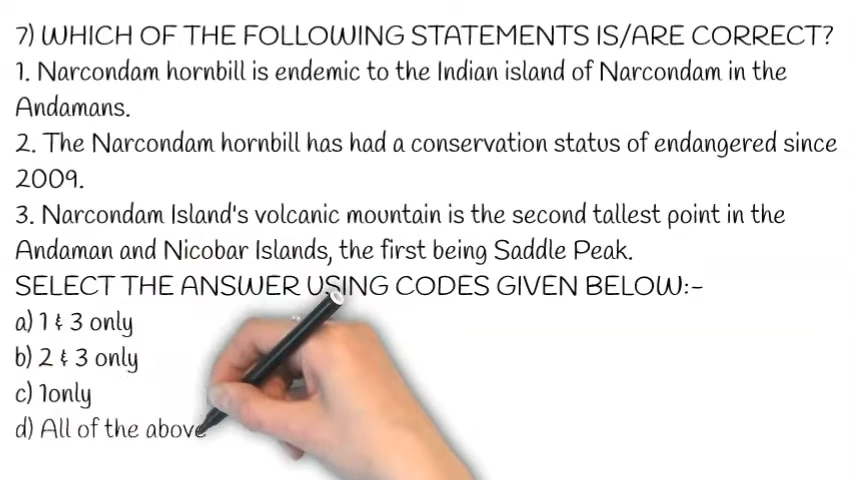 7) WHICH OF THE FOLLOWING STATEMENTS IS/ARE CORRECT?
1. Narcondam hornbill is endemic to the Indian island of Narcondam in the
Andamans.
2. The Narcondam hornbill has had a conservation status of endangered since
2009.
3. Narcondam Island's volcanic mountain is the second tallest point in the
Andaman and Nicobar Islands, the first being Saddle Peak.
SELECT THE ANSWER USING CODES GIVEN BELOW:-
a) 1 & 3 only
b) 2 & 3 only
c) 1only
d) All of the above